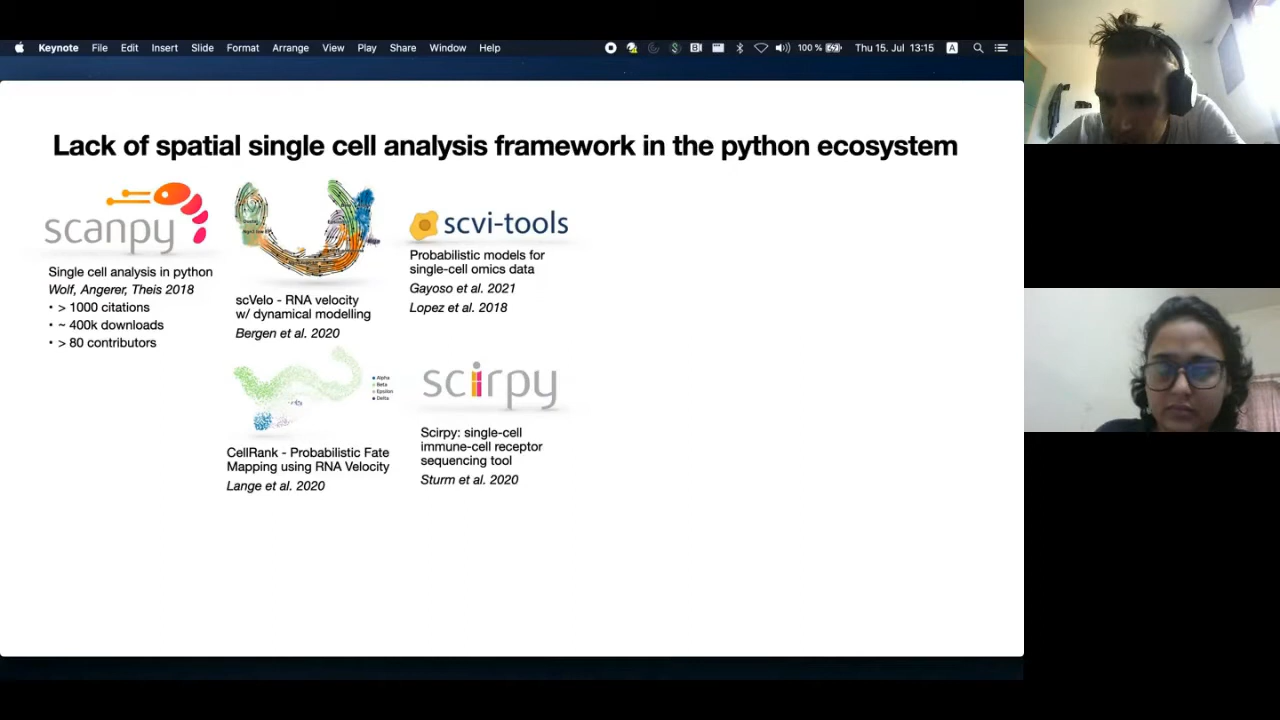 Keynote File Edit Insert Slide Format Arrange View Play Share Window Help 100 % Thu 15. Jul 13:15 A
Lack of spatial single cell analysis framework in the python ecosystem
scanpy
Single cell analysis in python
Wolf, Angerer, Theis 2018
• > 1000 citations
• ~ 400k downloads
• > 80 contributors
scVelo - RNA velocity
w/ dynamical modelling
Bergen et al. 2020
scvi-tools
Probabilistic models for
single-cell omics data
Gayoso et al. 2021
Lopez et al. 2018
Alpha
Beta
Epsilon
Delta
CellRank - Probabilistic Fate
Mapping using RNA Velocity
Lange et al. 2020
scirpy
Scirpy: single-cell
immune-cell receptor
sequencing tool
Sturm et al. 2020